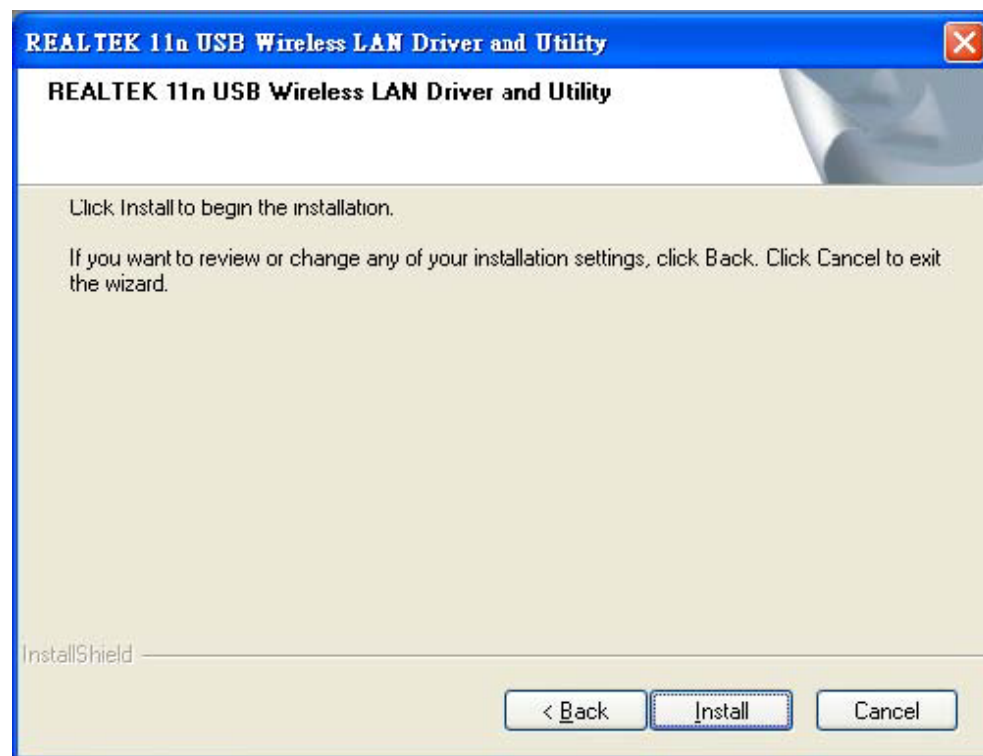 REALTEK 11n USB Wireless LAN Driver and Utility
REALTEK 11n USB Wireless LAN Driver and Utility
Click Install to begin the installation.
If you want to review or change any of your installation settings, click Back. Click Cancel to exit
the wizard.
InstallShield
< Back Install Cancel